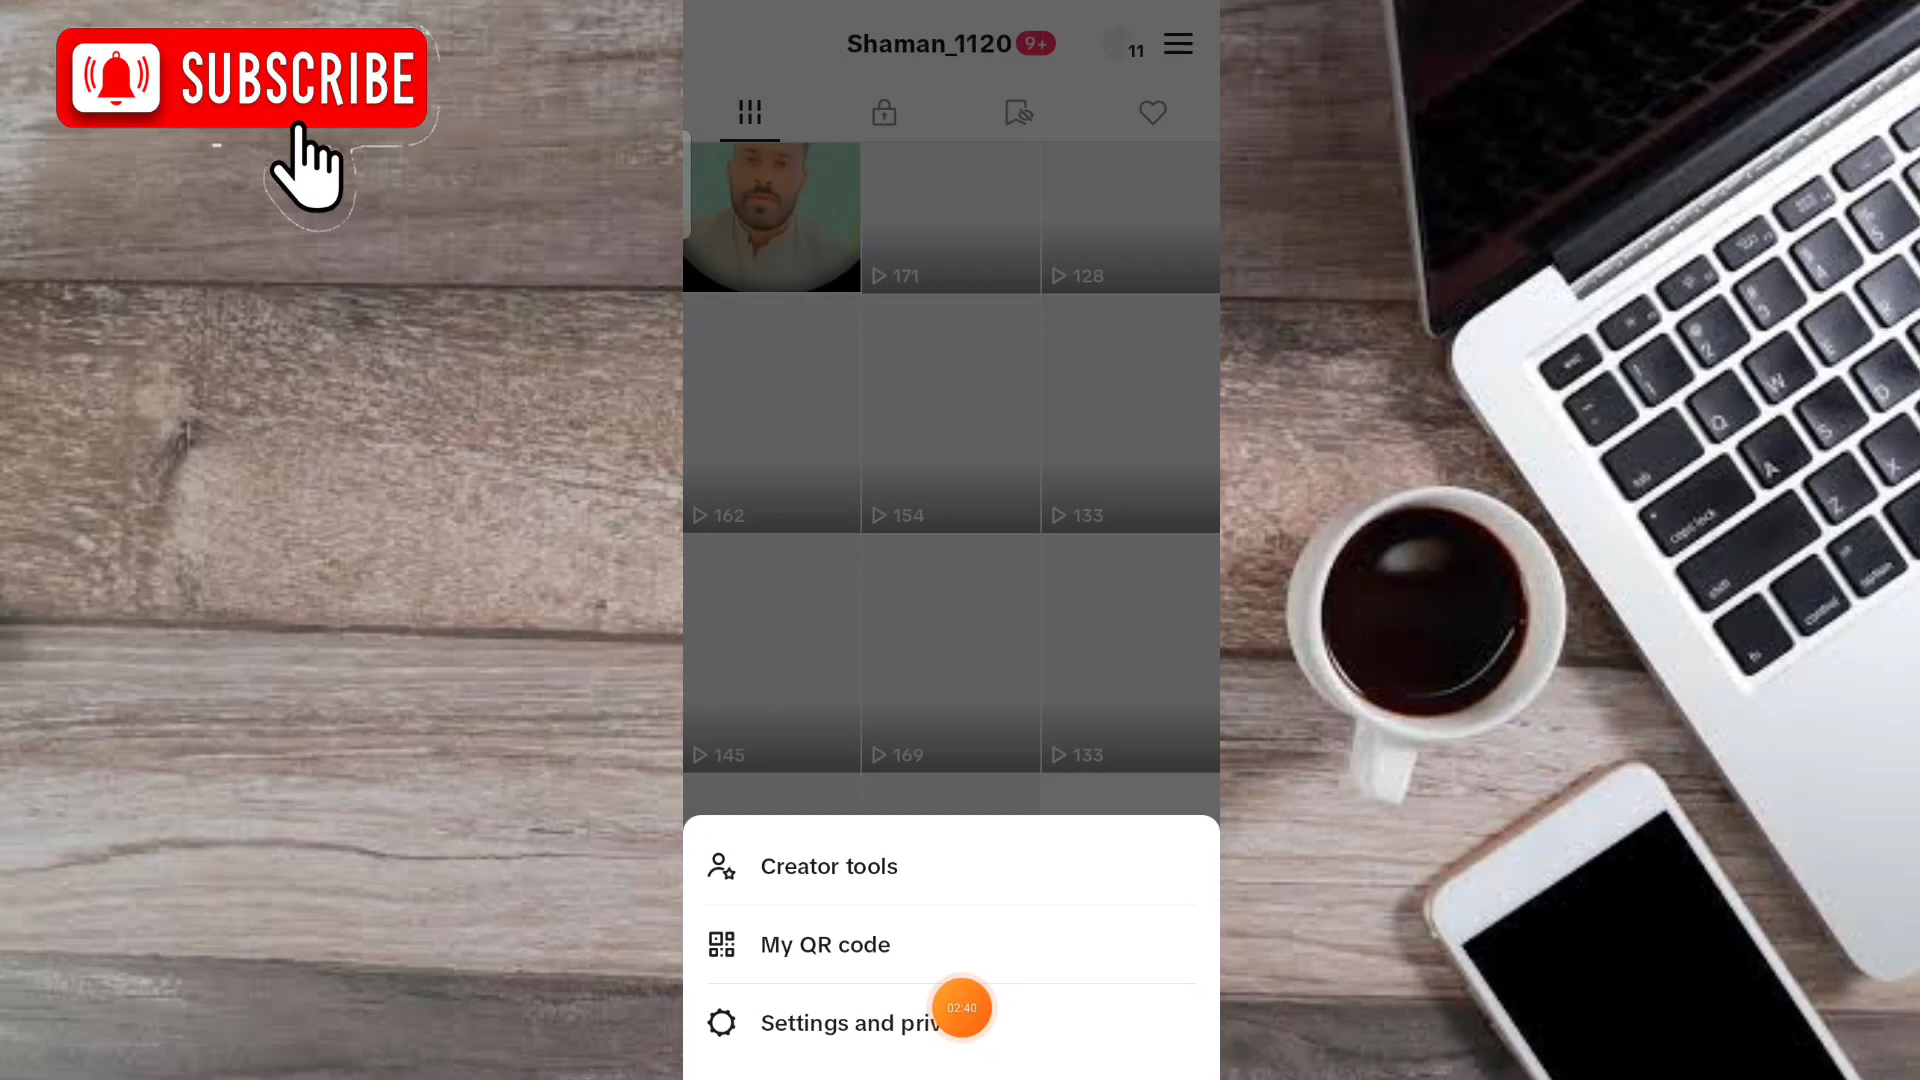 SUBSCRIBE
Shaman_1120 9+
11
171
128
162
154
133
145
169
133
Creator tools
My QR code
Settings and priv
02:40